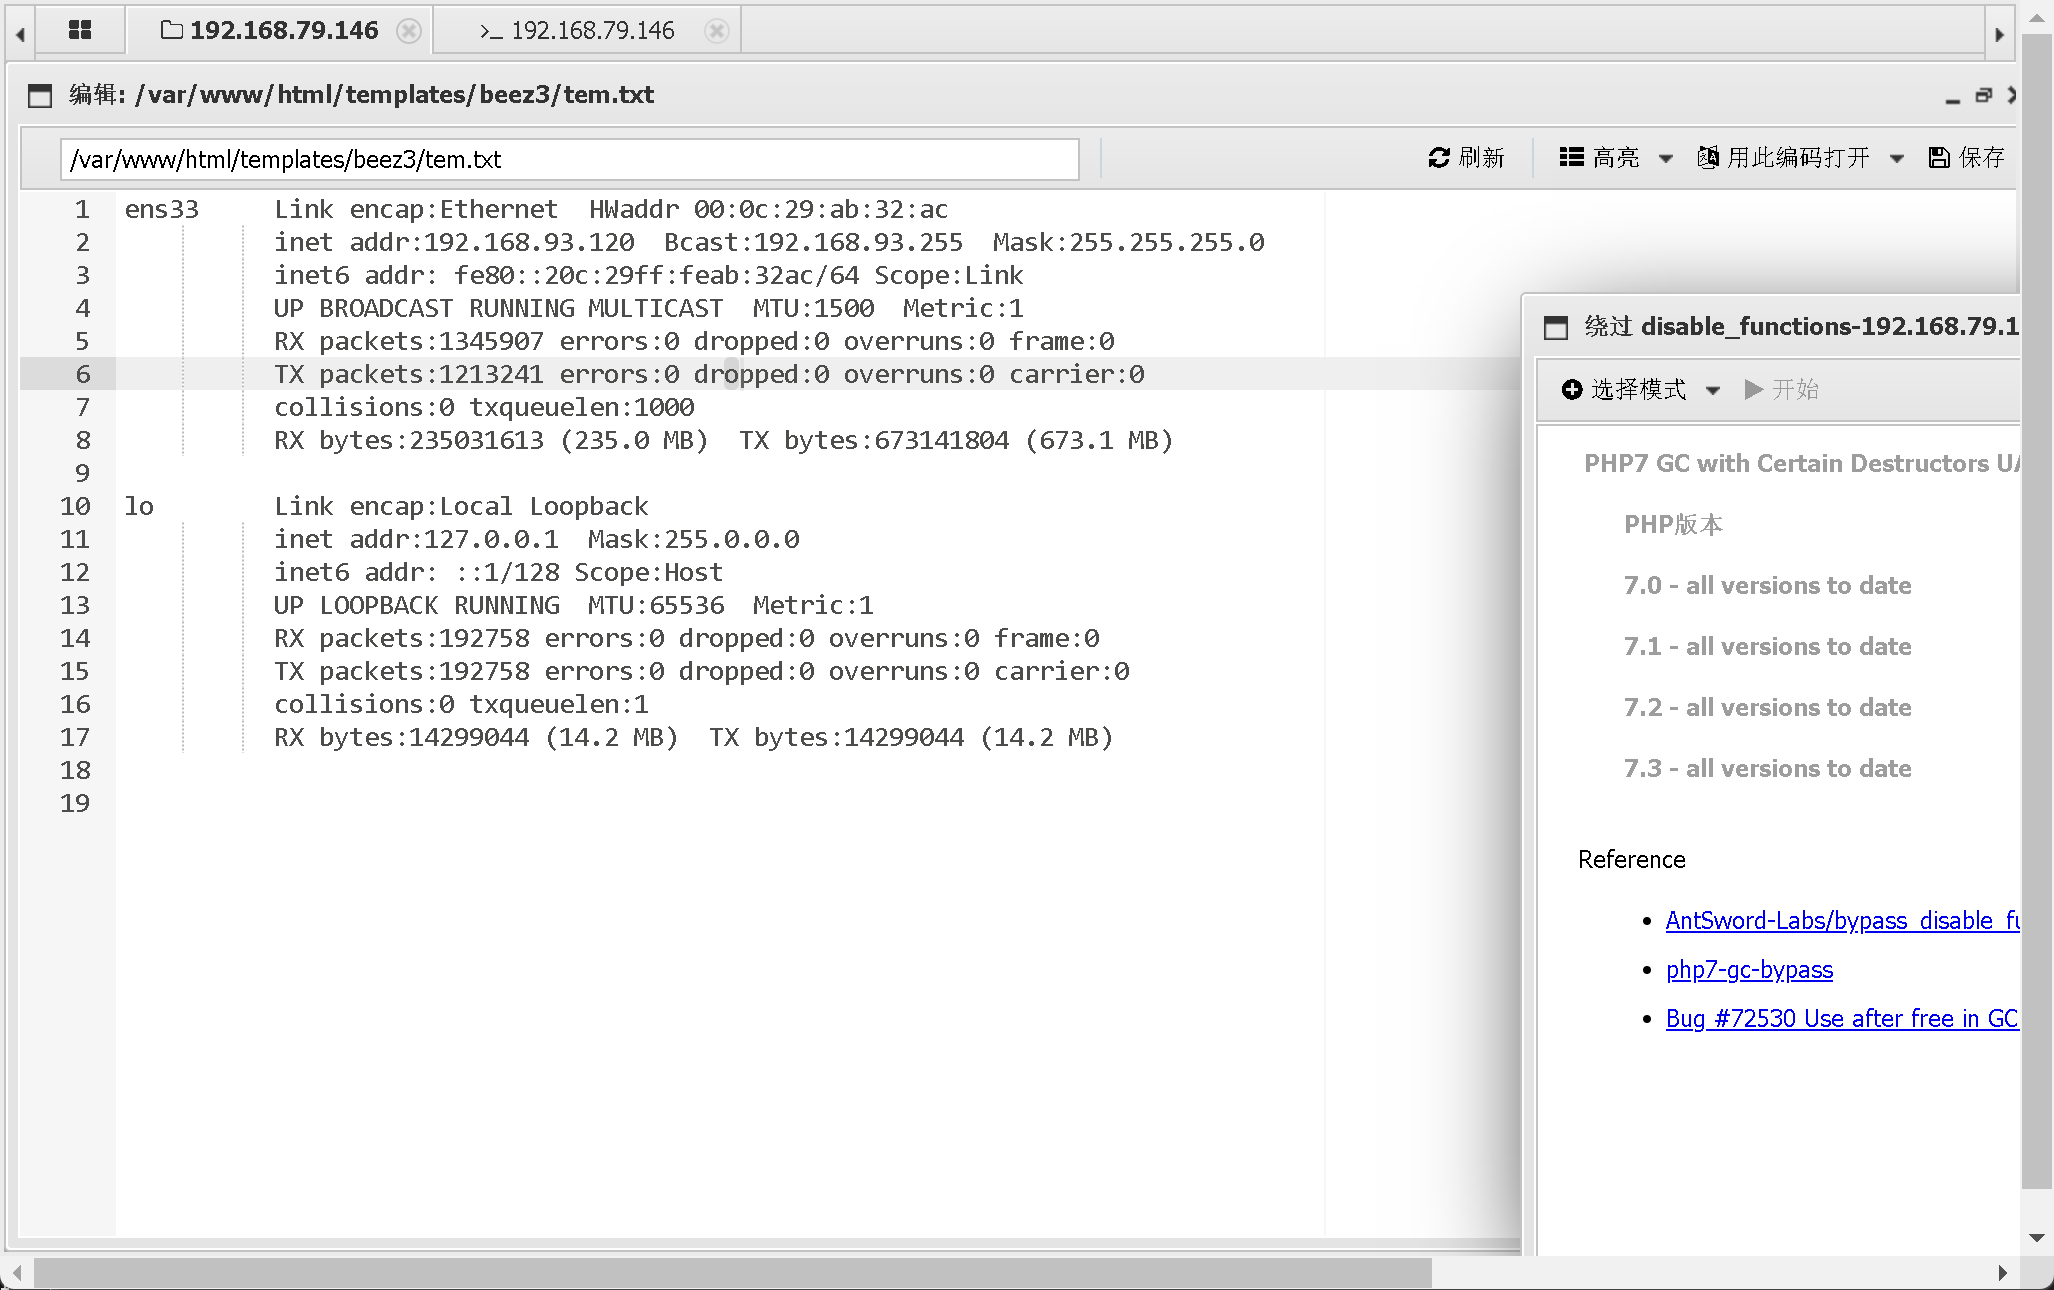 192.168.79.146
>_ 192.168.79.146
编辑: /var/www/html/templates/beez3/tem.txt
/var/www/html/templates/beez3/tem.txt
刷新 高亮 用此编码打开 保存
1 ens33 Link encap:Ethernet HWaddr 00:0c:29:ab:32:ac
2 inet addr:192.168.93.120 Bcast:192.168.93.255 Mask:255.255.255.0
3 inet6 addr: fe80::20c:29ff:feab:32ac/64 Scope:Link
4 UP BROADCAST RUNNING MULTICAST MTU:1500 Metric:1
5 RX packets:1345907 errors:0 dropped:0 overruns:0 frame:0
6 TX packets:1213241 errors:0 dropped:0 overruns:0 carrier:0
7 collisions:0 txqueuelen:1000
8 RX bytes:235031613 (235.0 MB) TX bytes:673141804 (673.1 MB)
9
10 lo Link encap:Local Loopback
11 inet addr:127.0.0.1 Mask:255.0.0.0
12 inet6 addr: ::1/128 Scope:Host
13 UP LOOPBACK RUNNING MTU:65536 Metric:1
14 RX packets:192758 errors:0 dropped:0 overruns:0 frame:0
15 TX packets:192758 errors:0 dropped:0 overruns:0 carrier:0
16 collisions:0 txqueuelen:1
17 RX bytes:14299044 (14.2 MB) TX bytes:14299044 (14.2 MB)
18
19
绕过 disable_functions-192.168.79.1
选择模式 开始
PHP7 GC with Certain Destructors UA
PHP版本
7.0 - all versions to date
7.1 - all versions to date
7.2 - all versions to date
7.3 - all versions to date
Reference
AntSword-Labs/bypass_disable_fu
php7-gc-bypass
Bug #72530 Use after free in GC